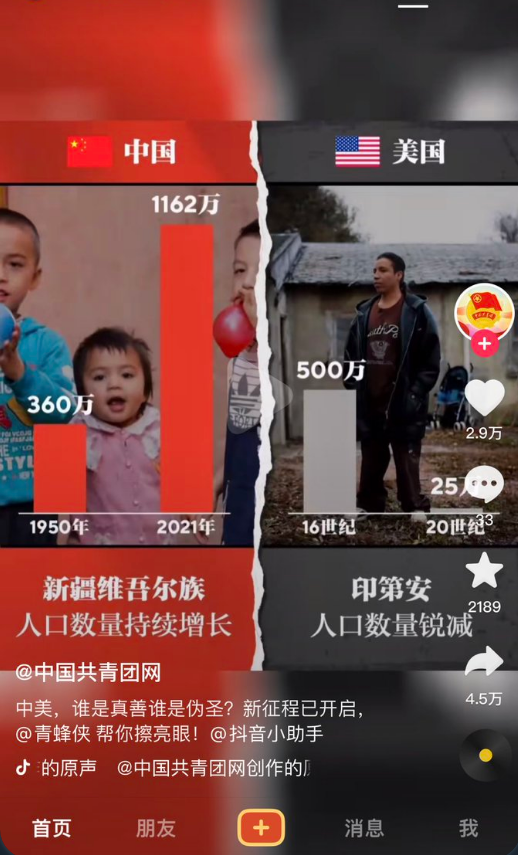 中国
美国
1162万
360万
1950年
2021年
500万
25万
16世纪
20世纪
新疆维吾尔族
人口数量持续增长
印第安
人口数量锐减
2.9万
33
2189
4.5万
@中国共青团网
中美，谁是真善谁是伪圣？新征程已开启，
@青蜂侠 帮你擦亮眼！@抖音小助手
的原声 @中国共青团网创作的
首页
朋友
消息
我